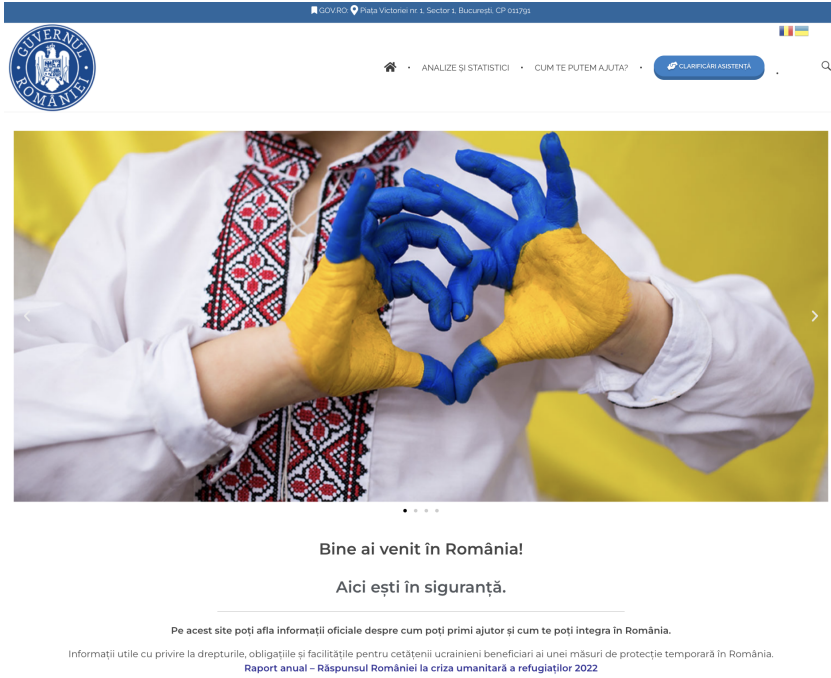 GOV.RO: Piața Victoriei nr. 1, Sector 1, București, CP 011791
GUVERNUL ROMÂNIEI
ANALIZE ȘI STATISTICI
CUM TE PUTEM AJUTA?
CLARIFICĂRI ASISTENȚĂ
Bine ai venit în România!
Aici ești în siguranță.
Pe acest site poți afla informații oficiale despre cum poți primi ajutor și cum te poți integra în România.
Informații utile cu privire la drepturile, obligațiile și facilitățile pentru cetățenii ucrainieni beneficiari ai unei măsuri de protecție temporară în România.
Raport anual – Răspunsul României la criza umanitară a refugiaților 2022